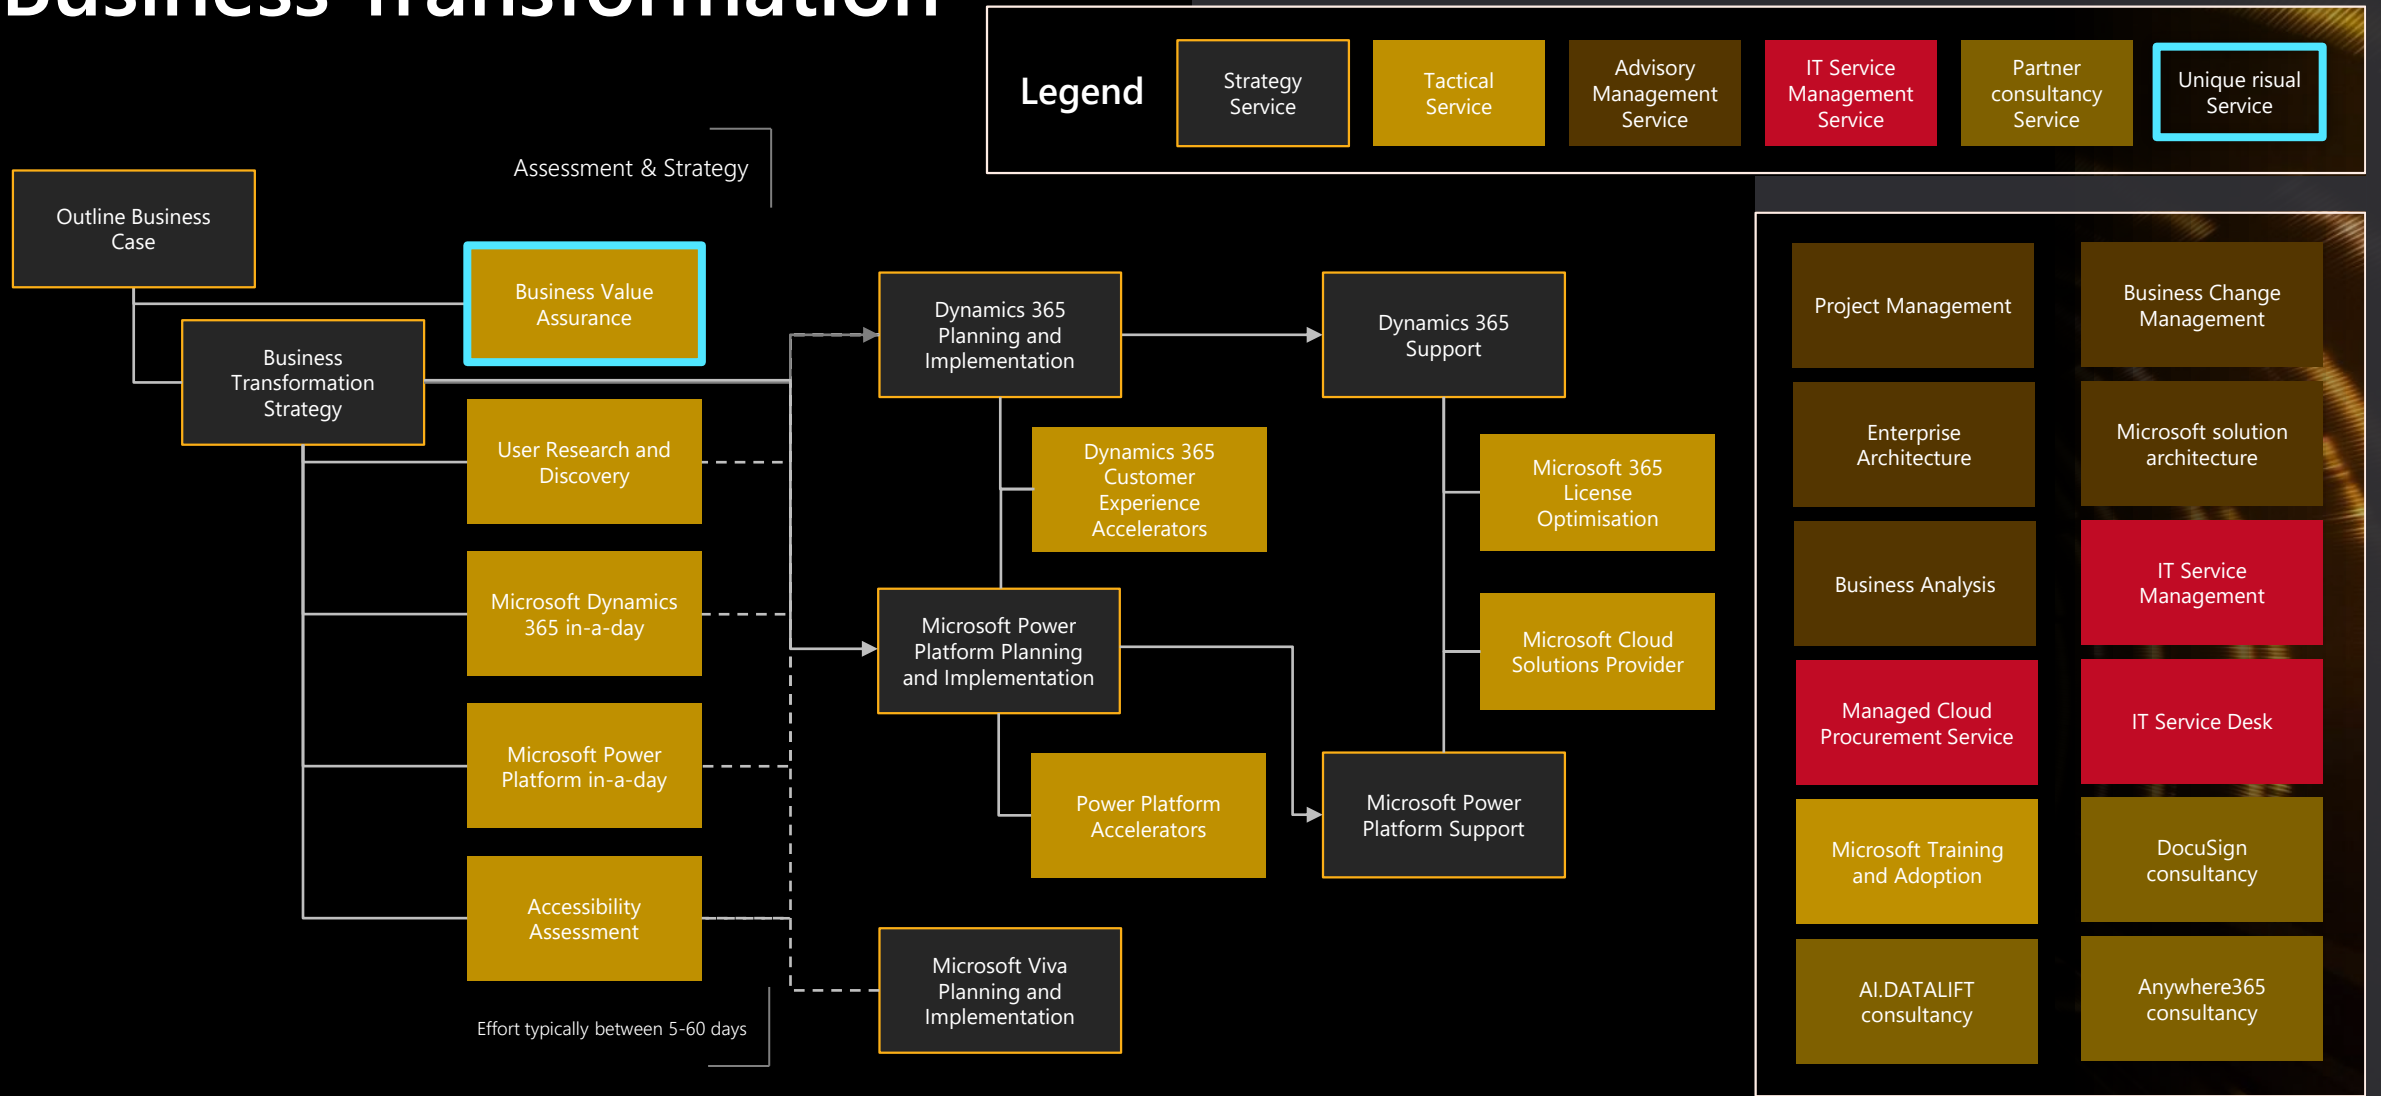 Business Transformation
Legend
Strategy
Service
Tactical
Service
Advisory
Management
Service
IT Service
Management
Service
Partner
consultancy
Service
Unique risual
Service
Assessment & Strategy
Outline Business
Case
Business Value
Assurance
Business
Transformation
Strategy
User Research and
Discovery
Microsoft Dynamics
365 in-a-day
Microsoft Power
Platform in-a-day
Accessibility
Assessment
Effort typically between 5-60 days
Dynamics 365
Planning and
Implementation
Dynamics 365
Customer
Experience
Accelerators
Microsoft Power
Platform Planning
and Implementation
Power Platform
Accelerators
Microsoft Viva
Planning and
Implementation
Dynamics 365
Support
Microsoft 365
License
Optimisation
Microsoft Cloud
Solutions Provider
Microsoft Power
Platform Support
Project Management
Business Change
Management
Enterprise
Architecture
Microsoft solution
architecture
Business Analysis
IT Service
Management
Managed Cloud
Procurement Service
IT Service Desk
Microsoft Training
and Adoption
DocuSign
consultancy
AI.DATALIFT
consultancy
Anywhere365
consultancy